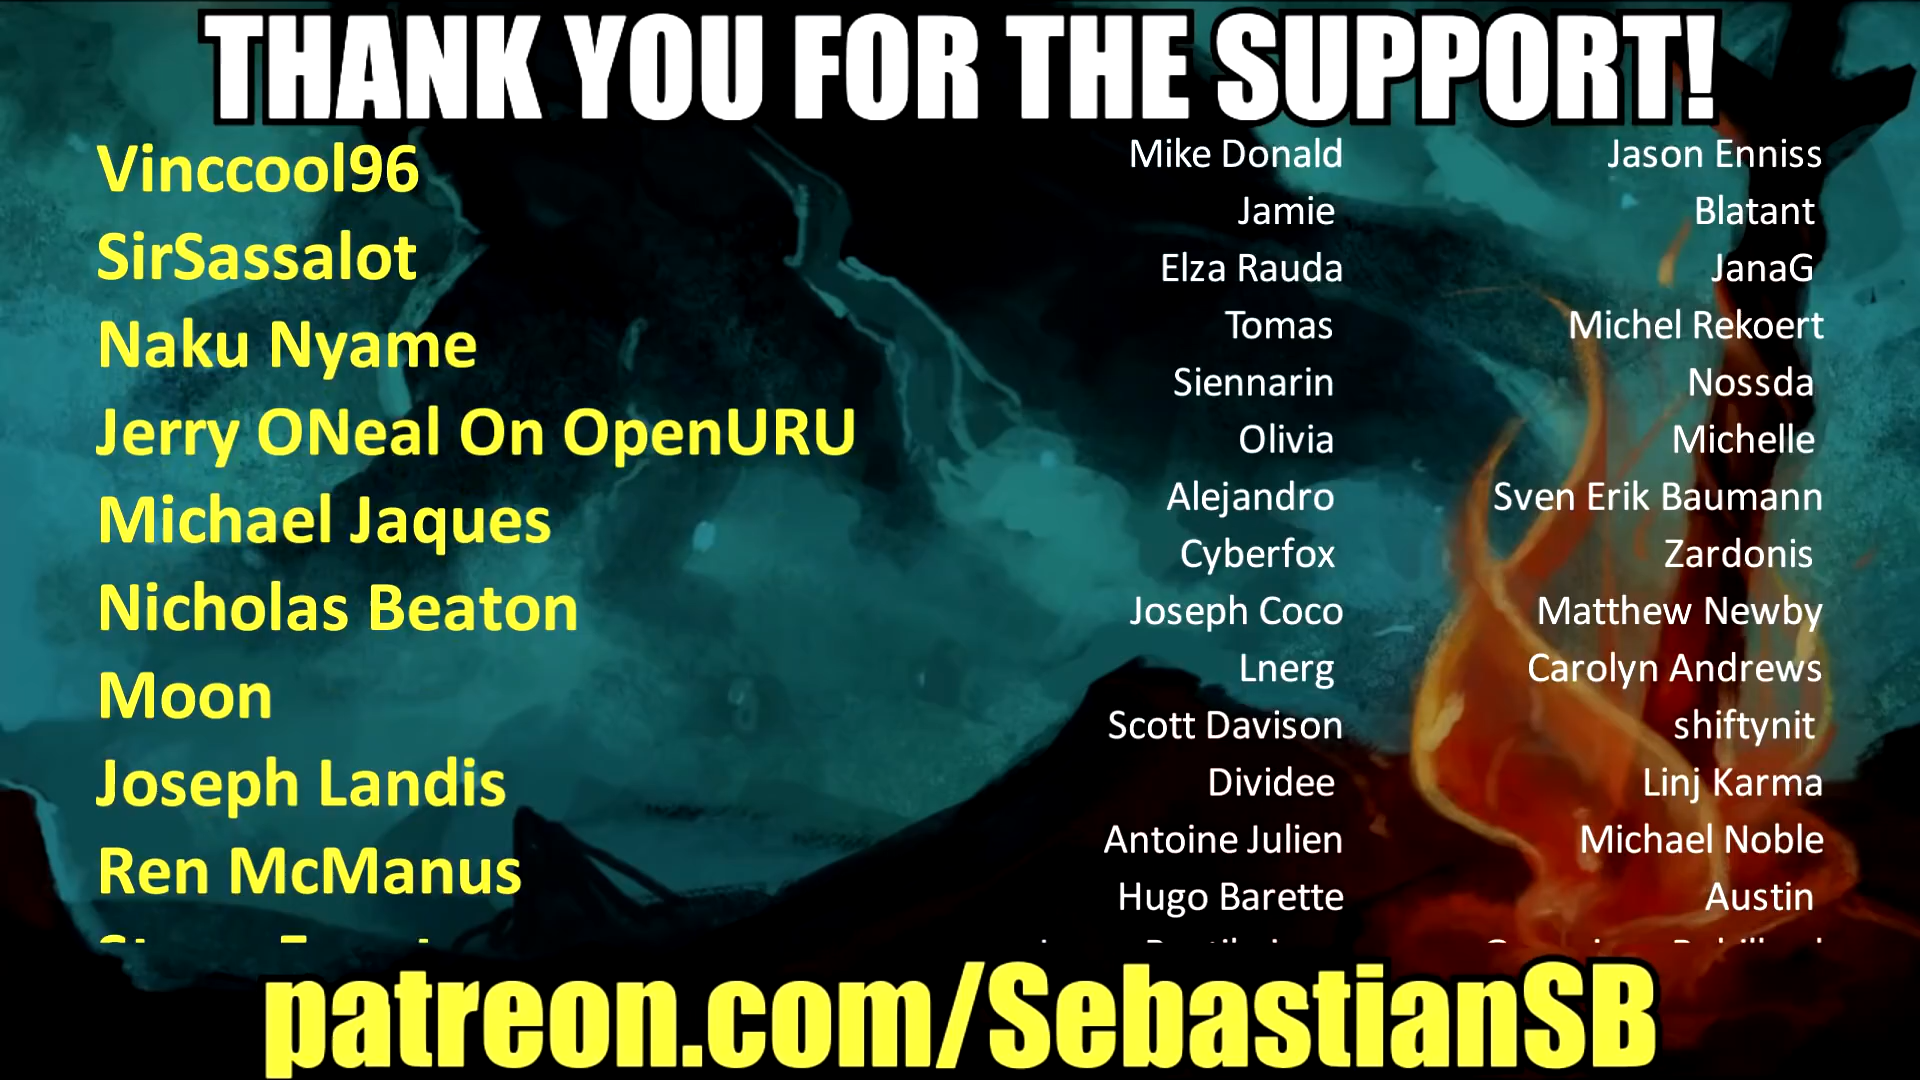 THANK YOU FOR THE SUPPORT!
Vinccool96
SirSassalot
Naku Nyame
Jerry ONeal On OpenURU
Michael Jaques
Nicholas Beaton
Moon
Joseph Landis
Ren McManus
Mike Donald
Jamie
Elza Rauda
Tomas
Siennarin
Olivia
Alejandro
Cyberfox
Joseph Coco
Lnerg
Scott Davison
Dividee
Antoine Julien
Hugo Barette
Jason Enniss
Blatant
JanaG
Michel Rekoert
Nossda
Michelle
Sven Erik Baumann
Zardonis
Matthew Newby
Carolyn Andrews
shiftynit
Linj Karma
Michael Noble
Austin
patreon.com/SebastianSB